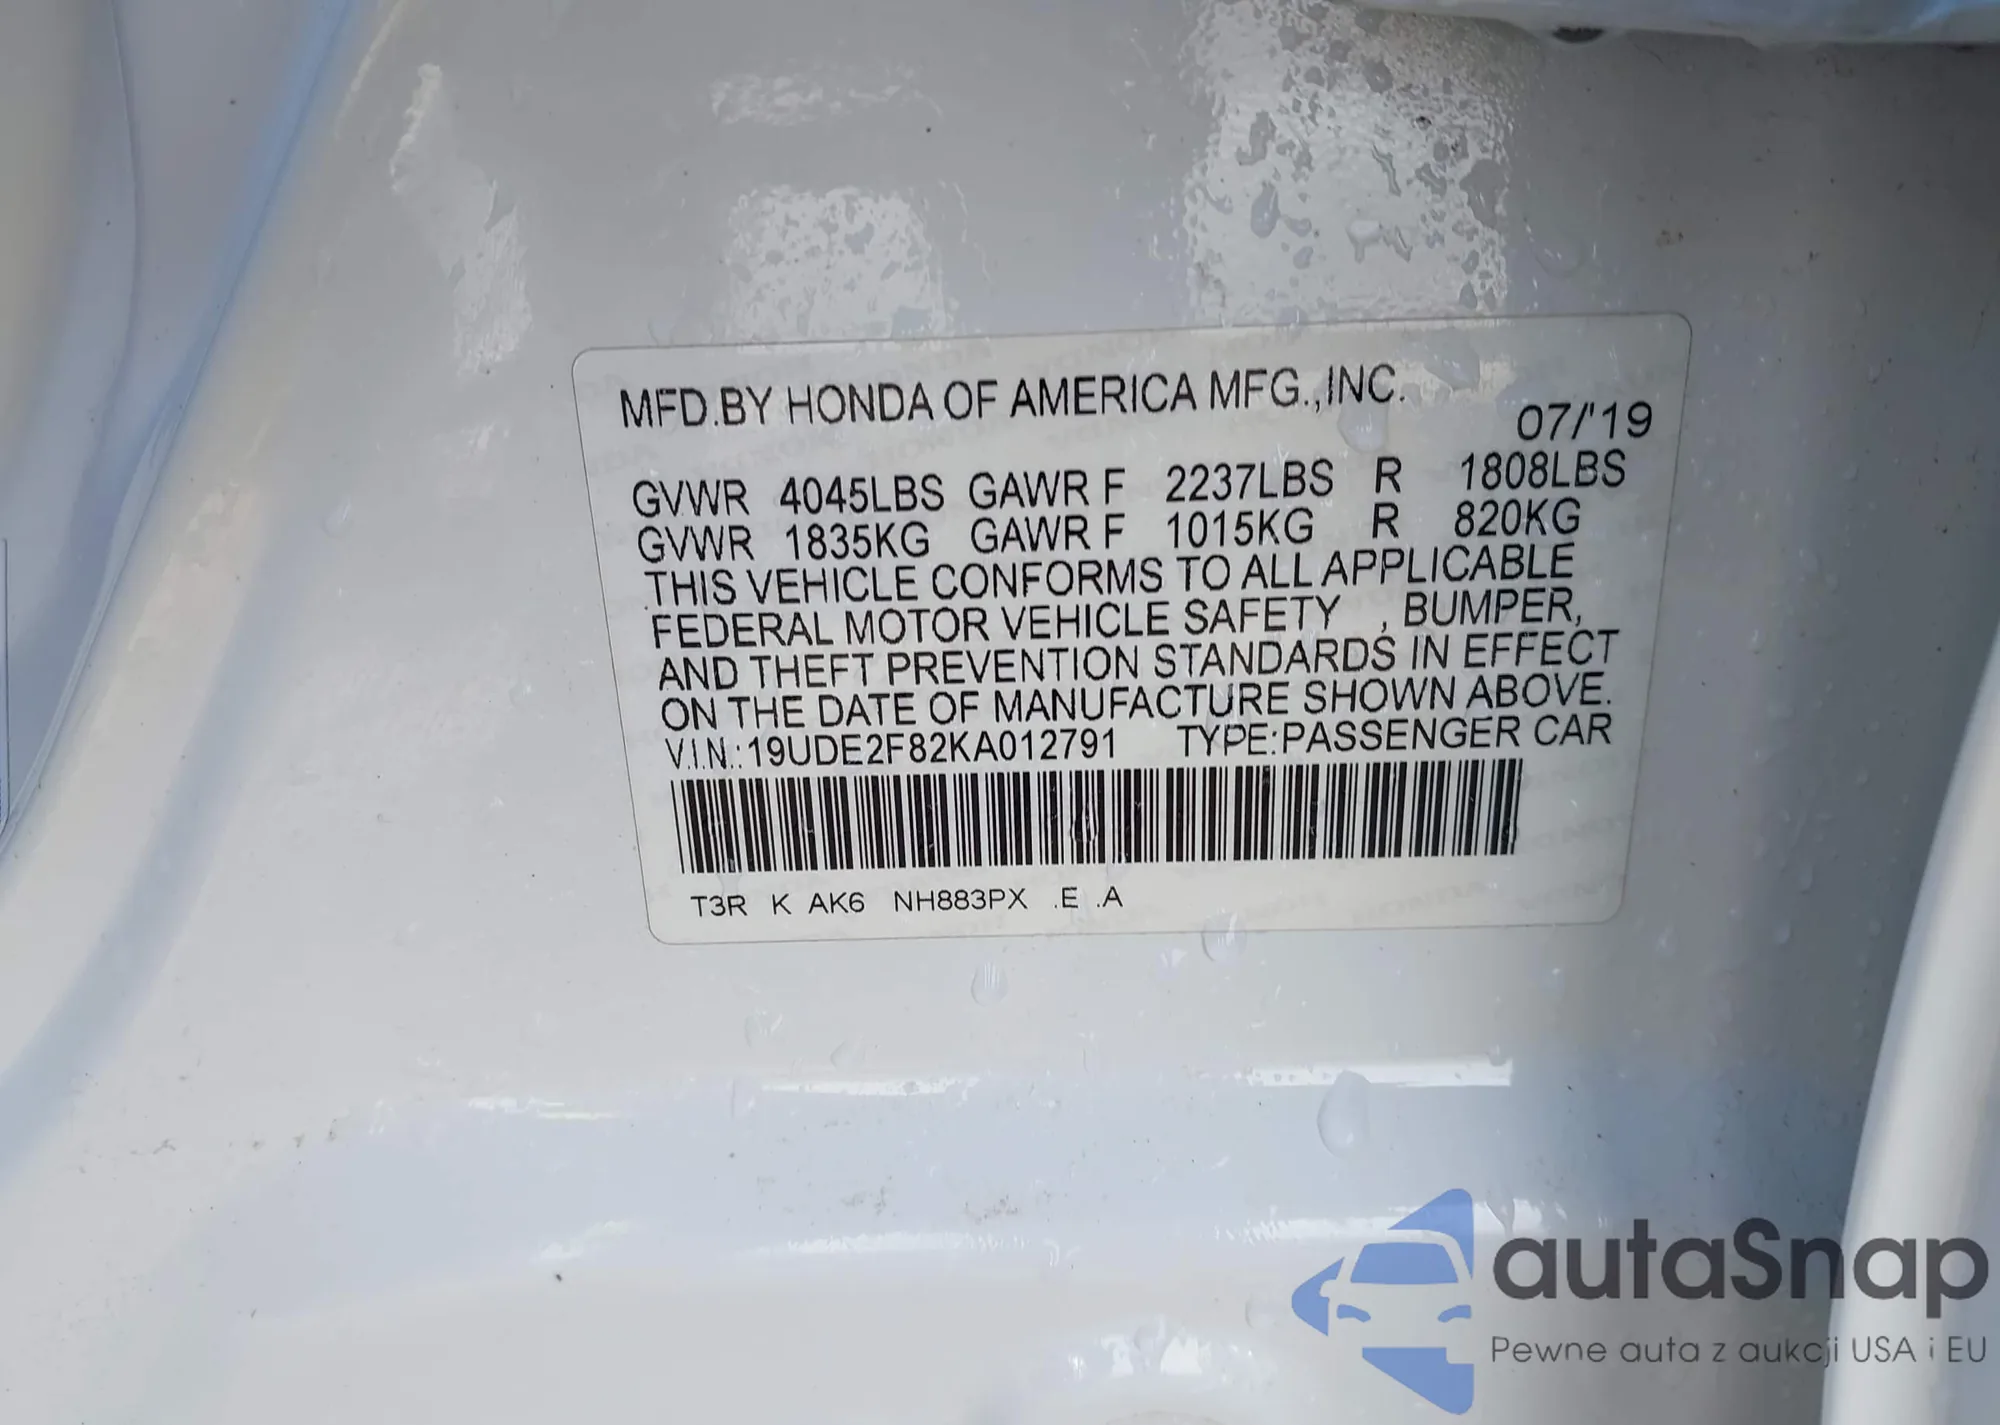 MFD.BY HONDA OF AMERICA MFG.,INC.
07/'19
GVWR 4045LBS GAWR F 2237LBS R 1808LBS
GVWR 1835KG GAWR F 1015KG R 820KG
THIS VEHICLE CONFORMS TO ALL APPLICABLE
FEDERAL MOTOR VEHICLE SAFETY , BUMPER,
AND THEFT PREVENTION STANDARDS IN EFFECT
ON THE DATE OF MANUFACTURE SHOWN ABOVE.
V.I.N.:19UDE2F82KA012791 TYPE:PASSENGER CAR
T3R K AK6 NH883PX .E .A
autaSnap
Pewne auta z aukcji USA i EU